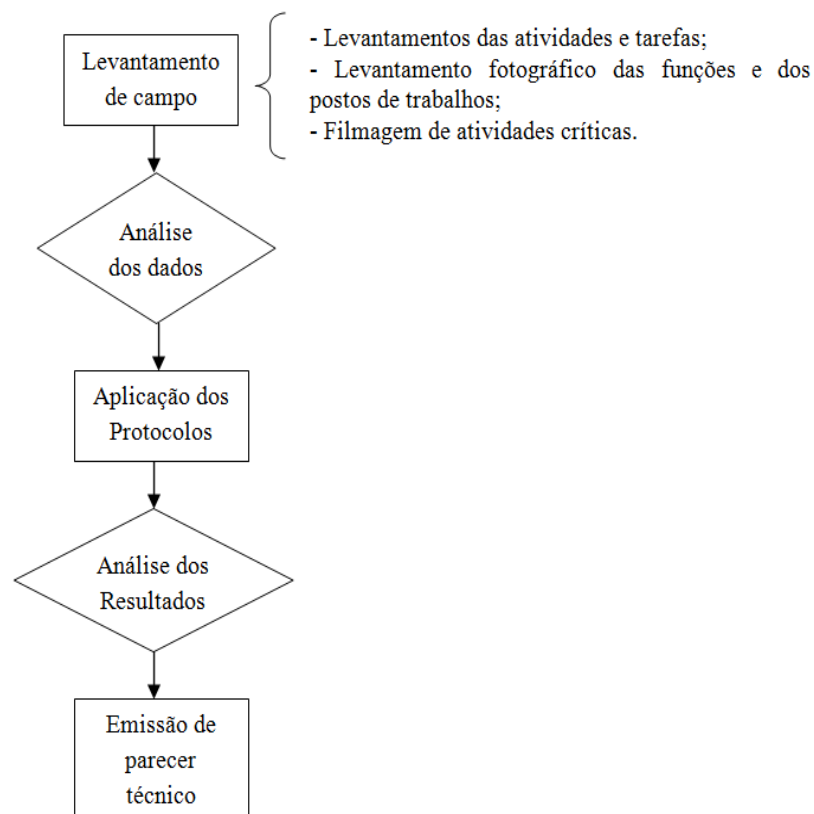 Levantamento
de campo
- Levantamentos das atividades e tarefas;
- Levantamento fotográfico das funções e dos
postos de trabalhos;
- Filmagem de atividades críticas.
Análise
dos dados
Aplicação dos
Protocolos
Análise dos
Resultados
Emissão de
parecer
técnico